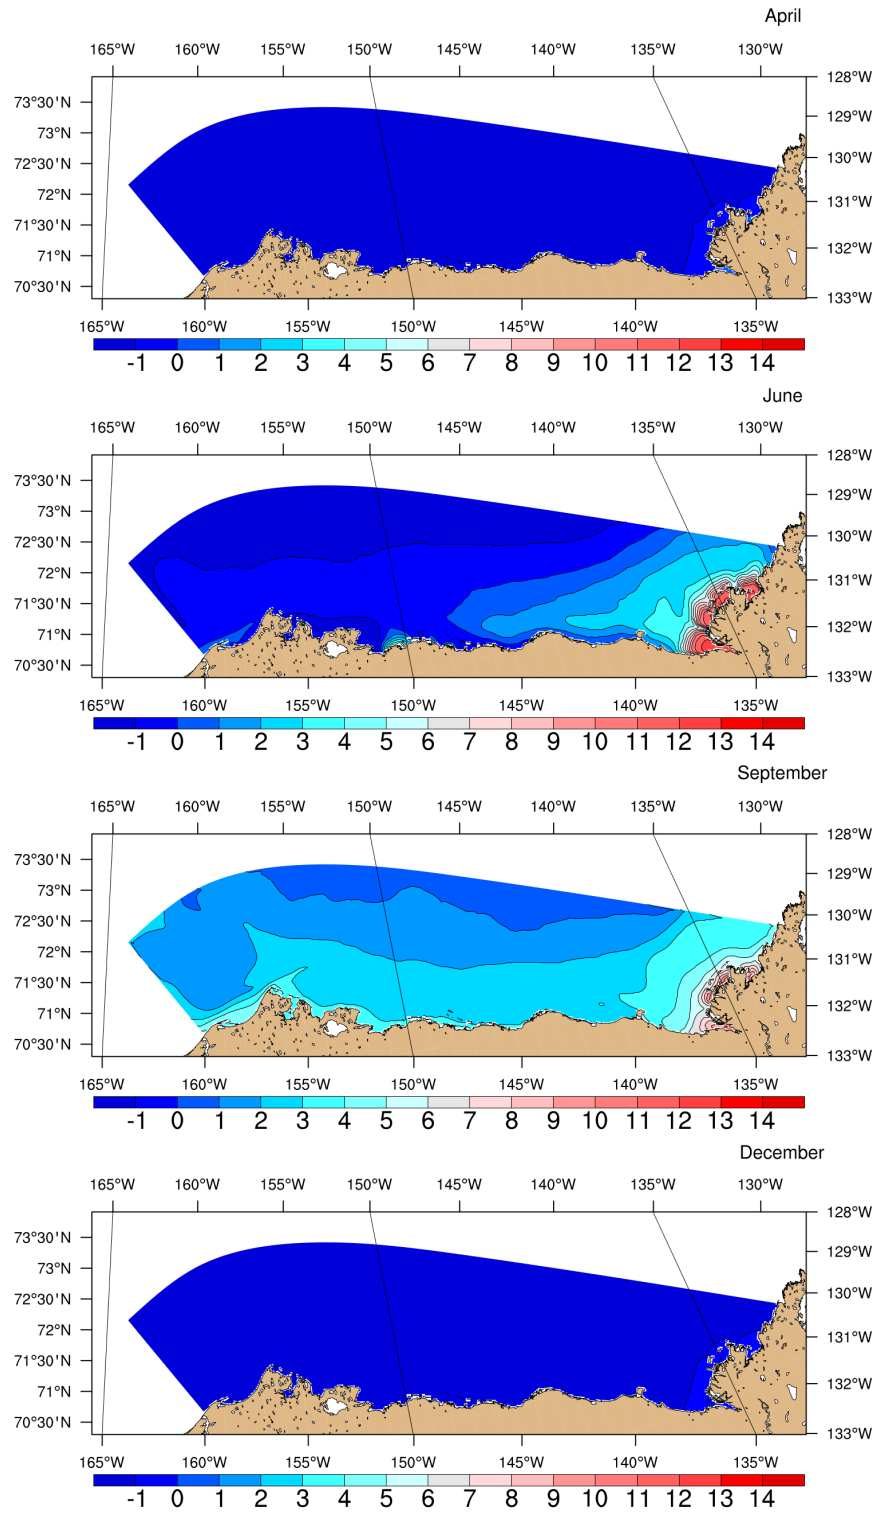 April
165°W 160°W 155°W 150°W 145°W 140°W 135°W 130°W
128°W
73°30'N
129°W
73°N
72°30'N
130°W
72°N
131°W
71°30'N
71°N
132°W
70°30'N
133°W
165°W 160°W 155°W 150°W 145°W 140°W 135°W
-1 0 1 2 3 4 5 6 7 8 9 10 11 12 13 14
June
165°W 160°W 155°W 150°W 145°W 140°W 135°W 130°W
128°W
73°30'N
129°W
73°N
72°30'N
130°W
72°N
131°W
71°30'N
71°N
132°W
70°30'N
133°W
165°W 160°W 155°W 150°W 145°W 140°W 135°W
-1 0 1 2 3 4 5 6 7 8 9 10 11 12 13 14
September
165°W 160°W 155°W 150°W 145°W 140°W 135°W 130°W
128°W
73°30'N
129°W
73°N
72°30'N
130°W
72°N
131°W
71°30'N
71°N
132°W
70°30'N
133°W
165°W 160°W 155°W 150°W 145°W 140°W 135°W
-1 0 1 2 3 4 5 6 7 8 9 10 11 12 13 14
December
165°W 160°W 155°W 150°W 145°W 140°W 135°W 130°W
128°W
73°30'N
129°W
73°N
72°30'N
130°W
72°N
131°W
71°30'N
71°N
132°W
70°30'N
133°W
165°W 160°W 155°W 150°W 145°W 140°W 135°W
-1 0 1 2 3 4 5 6 7 8 9 10 11 12 13 14